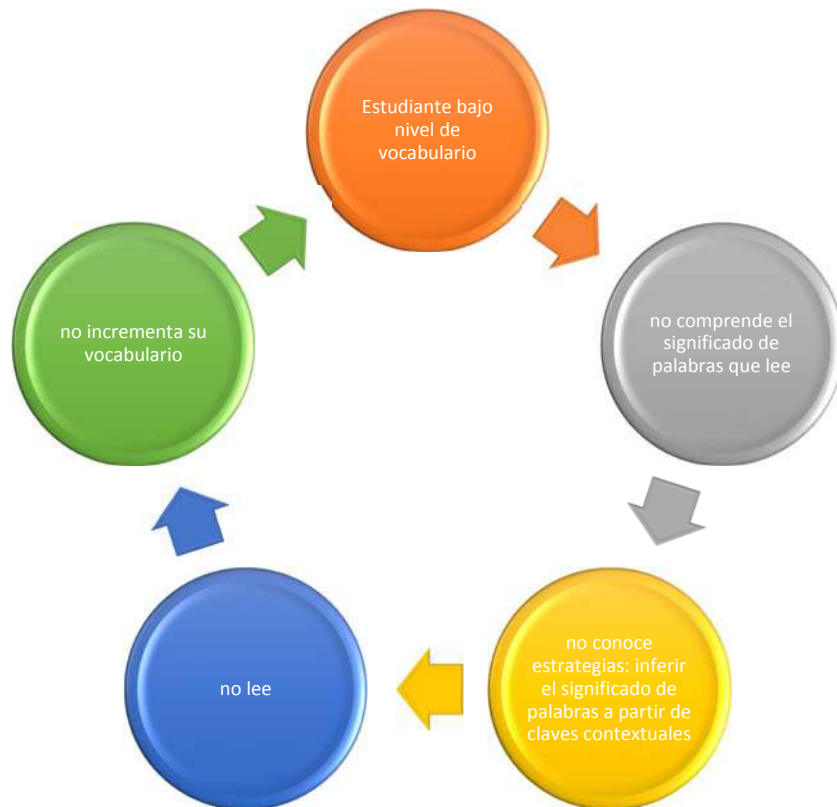 Estudiante bajo
nivel de
vocabulario
no comprende el
significado de
palabras que lee
no conoce
estrategias: inferir
el significado de
palabras a partir de
claves contextuales
no lee
no incrementa su
vocabulario